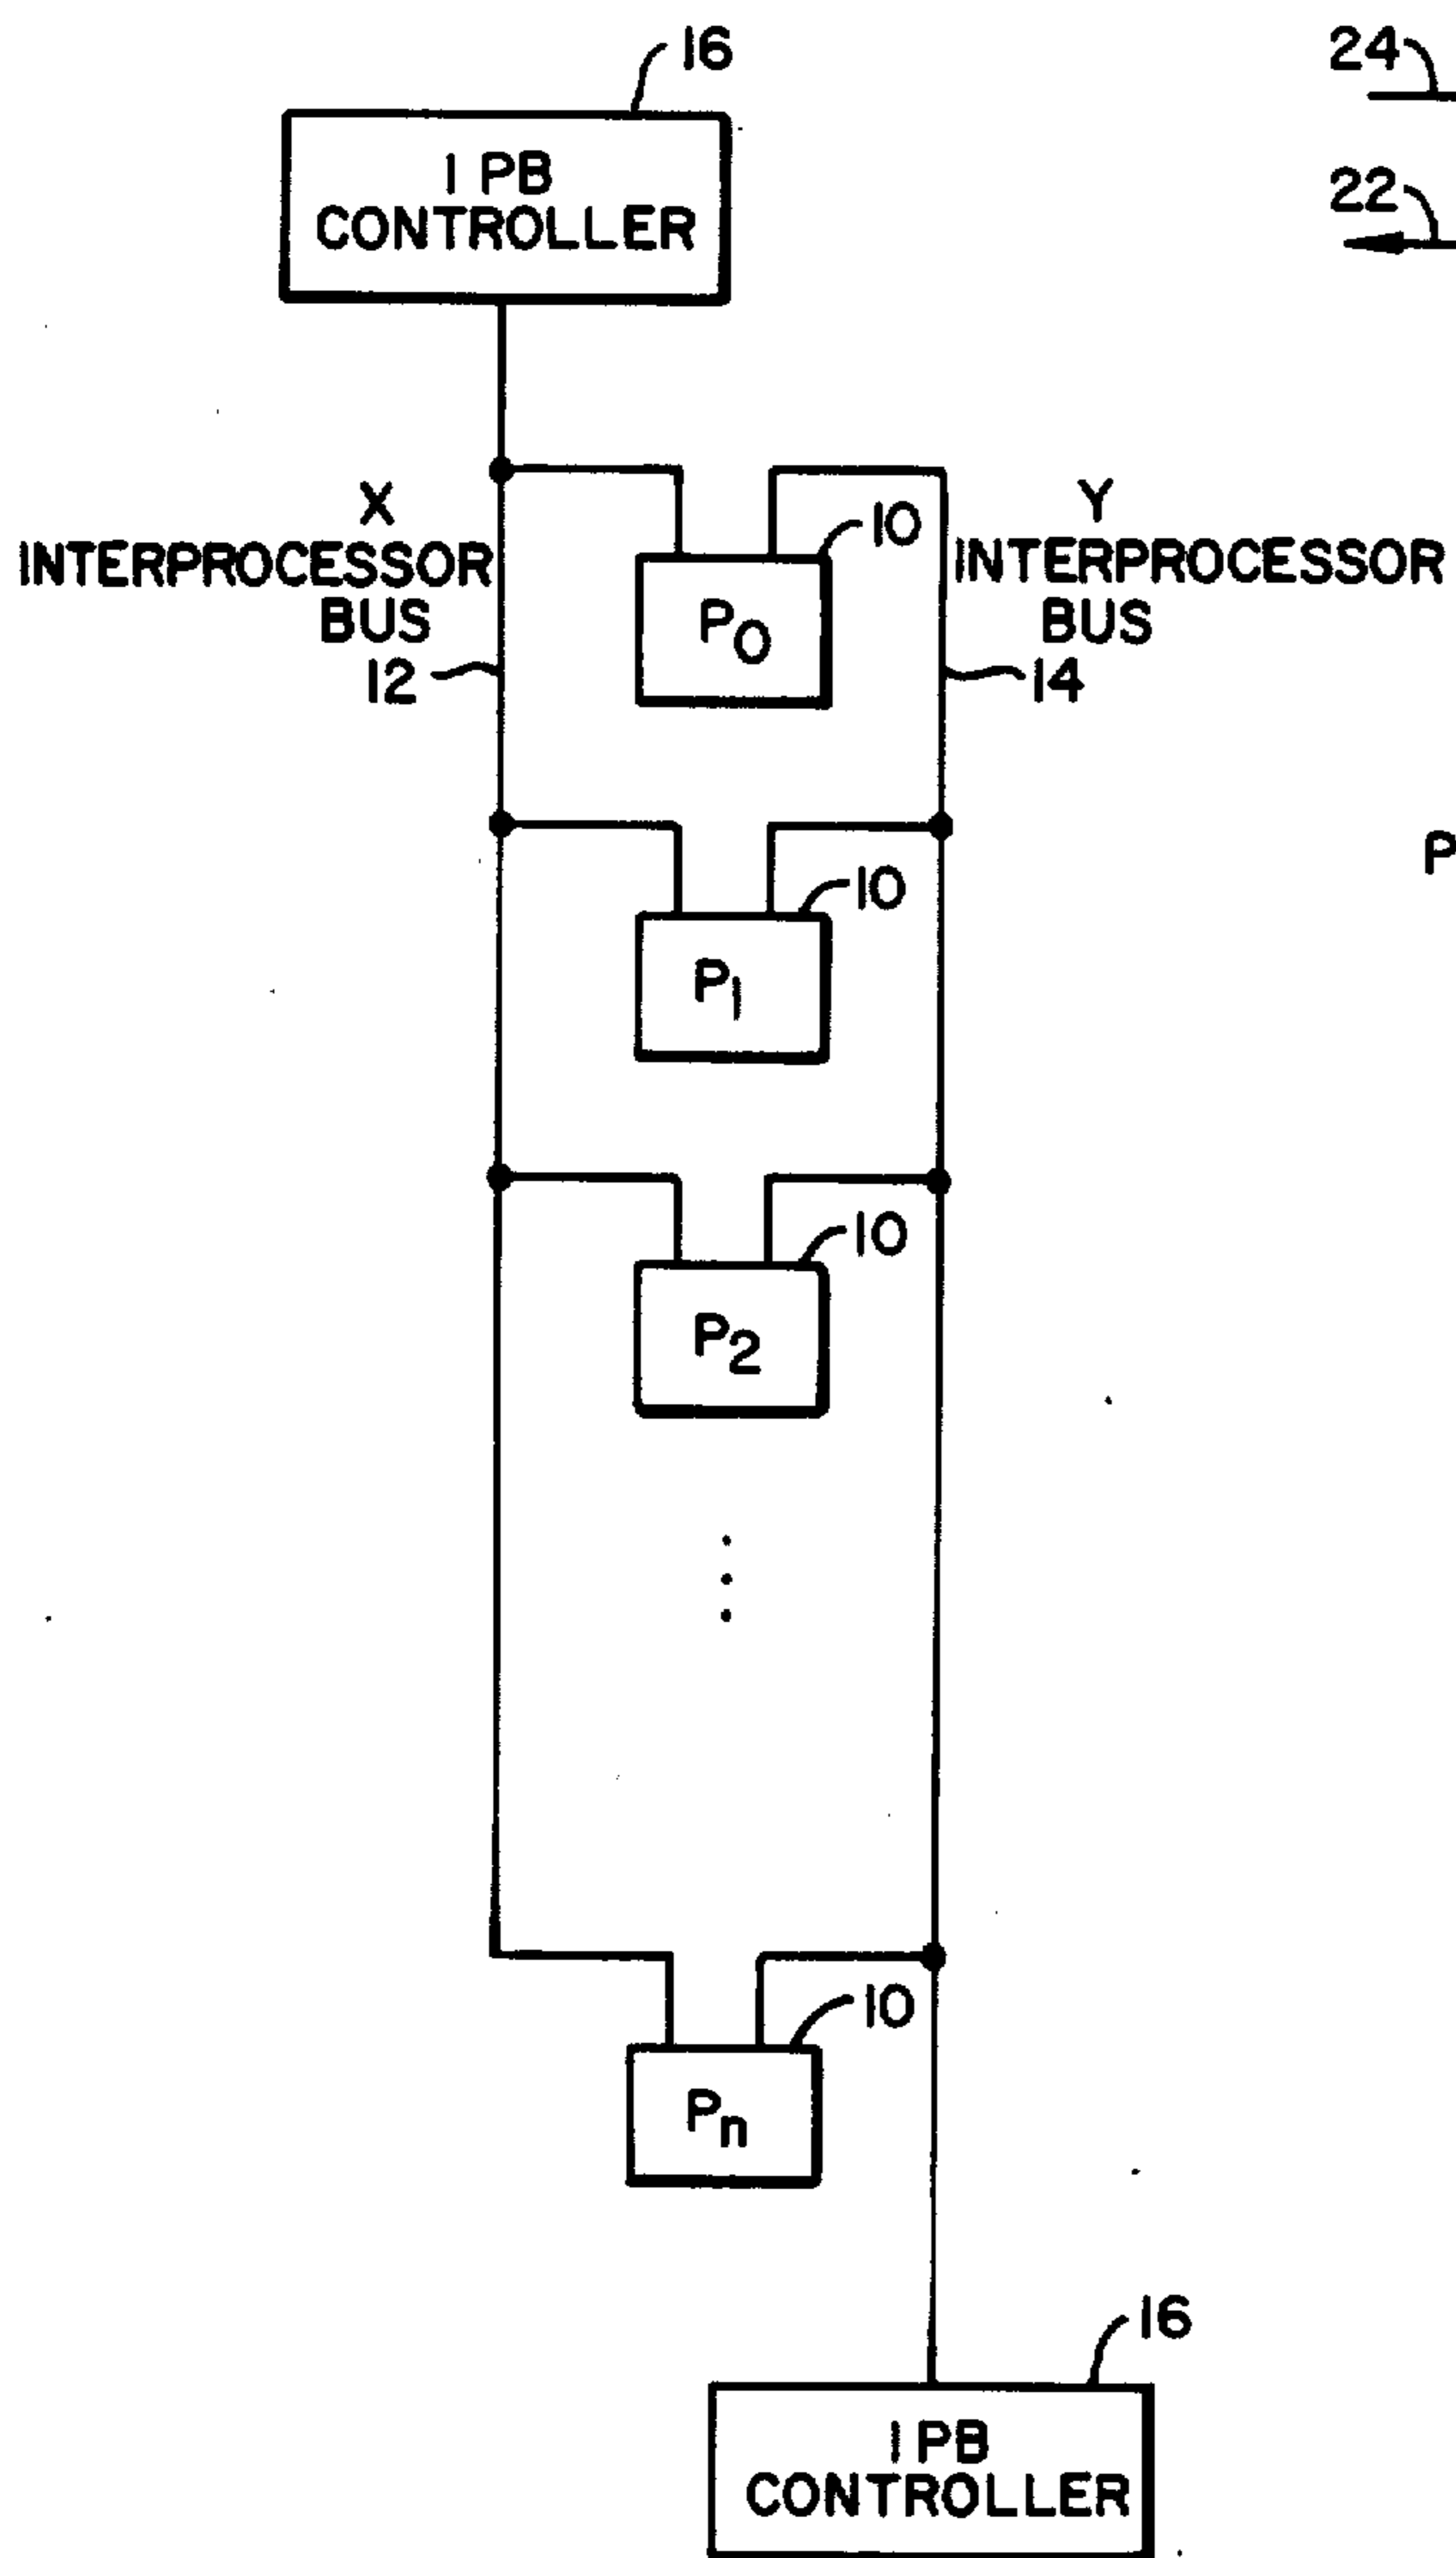 16
24
I PB
CONTROLLER
22
X
INTERPROCESSOR
BUS
12
10
P0
Y
INTERPROCESSOR
BUS
14
P
10
P1
10
P2
10
Pn
16
I PB
CONTROLLER